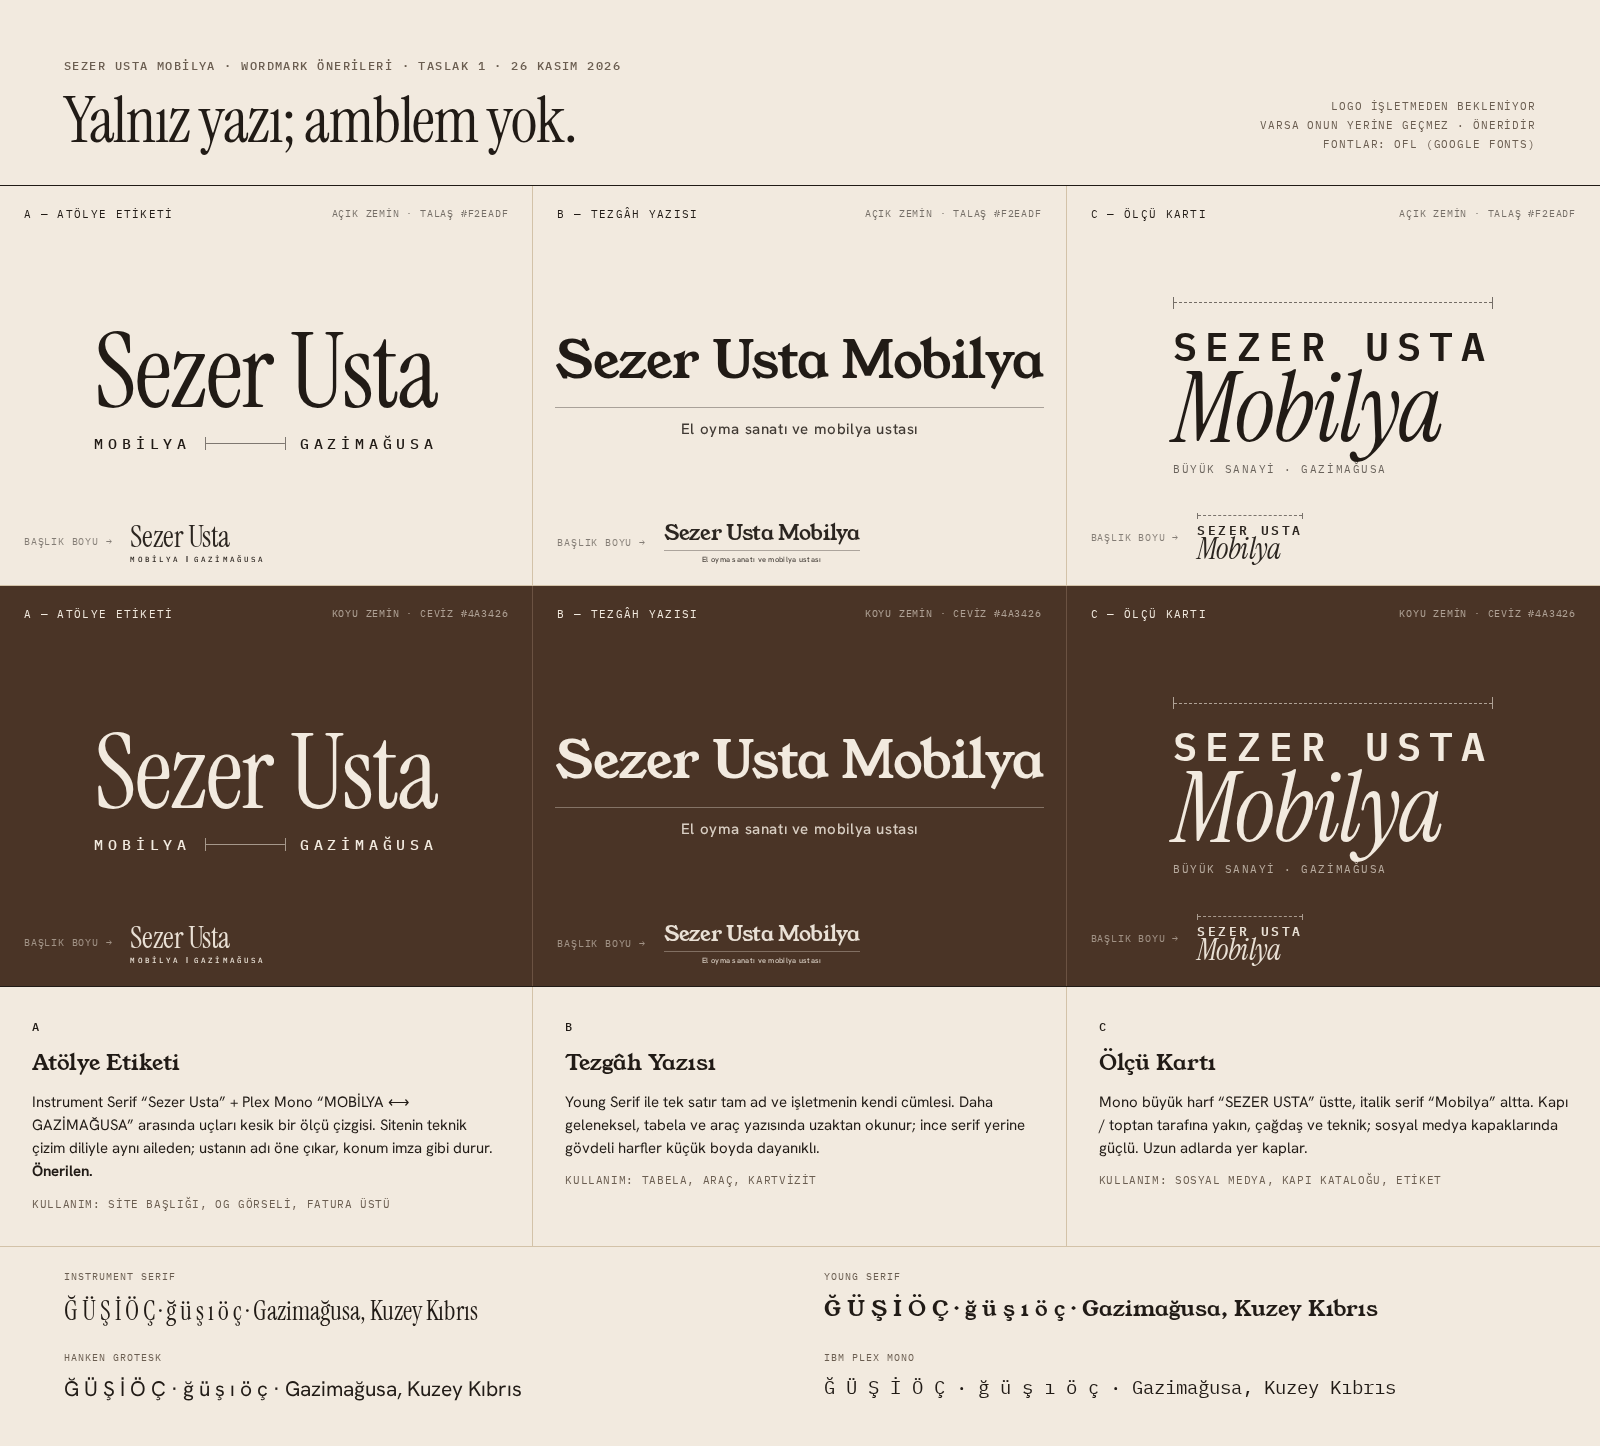 SEZER USTA MOBİLYA · WORDMARK ÖNERİLERİ · TASLAK 1 · 26 KASIM 2026
Yalnız yazı; amblem yok.
LOGO İŞLETMEDEN BEKLENİYOR
VARSA ONUN YERİNE GEÇMEZ · ÖNERİDİR
FONTLAR: OFL (GOOGLE FONTS)
A — ATÖLYE ETİKETİ
AÇIK ZEMİN · TALAŞ #F2EADF
Sezer Usta
MOBİLYA GAZİMAĞUSA
BAŞLIK BOYU →
Sezer Usta
MOBİLYA GAZİMAĞUSA
B — TEZGÂH YAZISI
AÇIK ZEMİN · TALAŞ #F2EADF
Sezer Usta Mobilya
El oyma sanatı ve mobilya ustası
BAŞLIK BOYU →
Sezer Usta Mobilya
El oyma sanatı ve mobilya ustası
C — ÖLÇÜ KARTI
AÇIK ZEMİN · TALAŞ #F2EADF
SEZER USTA
Mobilya
BÜYÜK SANAYİ · GAZİMAĞUSA
BAŞLIK BOYU →
SEZER USTA
Mobilya
A — ATÖLYE ETİKETİ
KOYU ZEMİN · CEVİZ #4A3426
Sezer Usta
MOBİLYA GAZİMAĞUSA
BAŞLIK BOYU →
Sezer Usta
MOBİLYA GAZİMAĞUSA
B — TEZGÂH YAZISI
KOYU ZEMİN · CEVİZ #4A3426
Sezer Usta Mobilya
El oyma sanatı ve mobilya ustası
BAŞLIK BOYU →
Sezer Usta Mobilya
El oyma sanatı ve mobilya ustası
C — ÖLÇÜ KARTI
KOYU ZEMİN · CEVİZ #4A3426
SEZER USTA
Mobilya
BÜYÜK SANAYİ · GAZİMAĞUSA
BAŞLIK BOYU →
SEZER USTA
Mobilya
A
Atölye Etiketi
Instrument Serif “Sezer Usta” + Plex Mono “MOBİLYA ⟷
GAZİMAĞUSA” arasında uçları kesik bir ölçü çizgisi. Sitenin teknik
çizim diliyle aynı aileden; ustanın adı öne çıkar, konum imza gibi durur.
Önerilen.
KULLANIM: SİTE BAŞLIĞI, OG GÖRSELİ, FATURA ÜSTÜ
B
Tezgâh Yazısı
Young Serif ile tek satır tam ad ve işletmenin kendi cümlesi. Daha
geleneksel, tabela ve araç yazısında uzaktan okunur; ince serif yerine
gövdeli harfler küçük boyda dayanıklı.
KULLANIM: TABELA, ARAÇ, KARTVİZİT
C
Ölçü Kartı
Mono büyük harf “SEZER USTA” üstte, italik serif “Mobilya” altta. Kapı
/ toptan tarafına yakın, çağdaş ve teknik; sosyal medya kapaklarında
güçlü. Uzun adlarda yer kaplar.
KULLANIM: SOSYAL MEDYA, KAPI KATALOĞU, ETİKET
INSTRUMENT SERIF
Ğ Ü Ş İ Ö Ç · ğ ü ş ı ö ç · Gazimağusa, Kuzey Kıbrıs
YOUNG SERIF
Ğ Ü Ş İ Ö Ç · ğ ü ş ı ö ç · Gazimağusa, Kuzey Kıbrıs
HANKEN GROTESK
Ğ Ü Ş İ Ö Ç · ğ ü ş ı ö ç · Gazimağusa, Kuzey Kıbrıs
IBM PLEX MONO
Ğ Ü Ş İ Ö Ç · ğ ü ş ı ö ç · Gazimağusa, Kuzey Kıbrıs